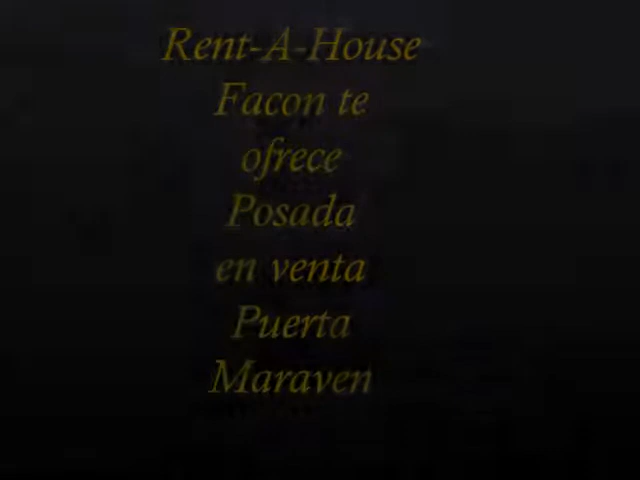 Rent-A-House
Facon te
ofrece
Posada
en venta
Puerta
Maraven